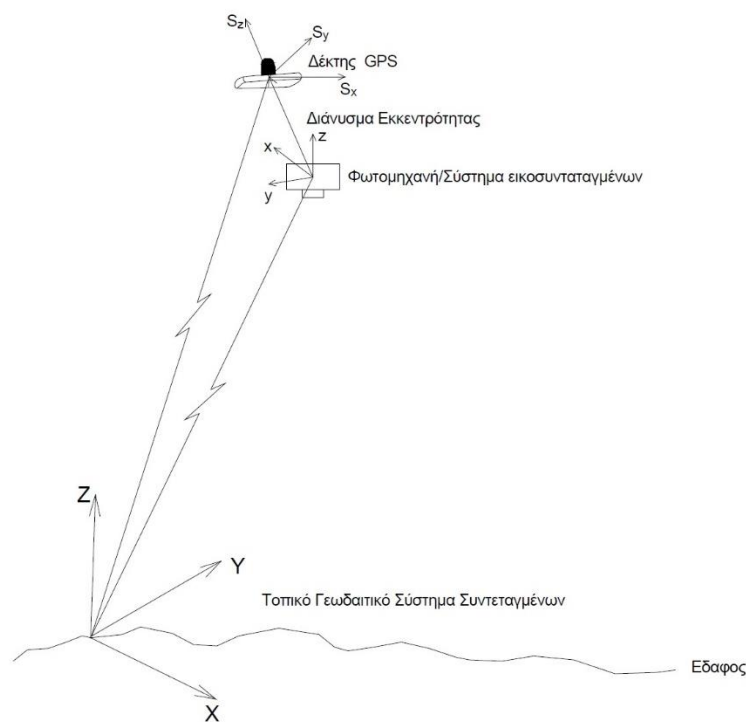 Sz
Sy
Δέκτης GPS
Sx
Διάνυσμα Εκκεντρότητας
z
x
y
Φωτομηχανή/Σύστημα εικοσυνταταγμένων
Z
Y
Τοπικό Γεωδαιτικό Σύστημα Συντεταγμένων
Εδαφος
X